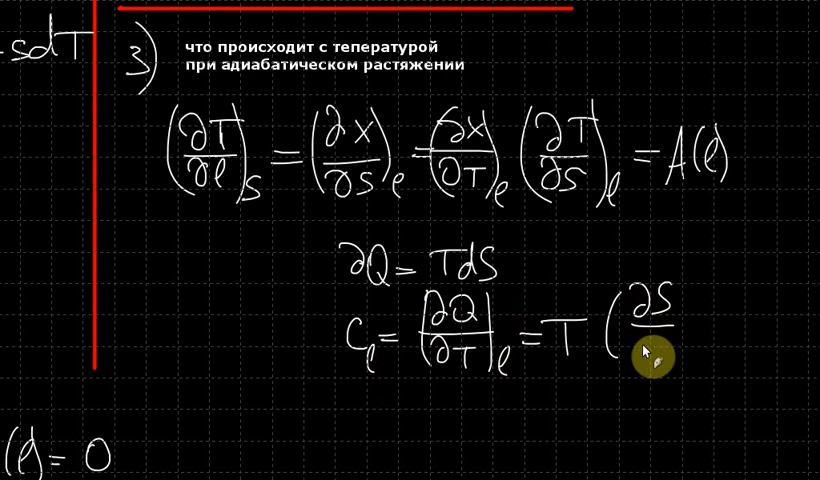 -sdT
3) что происходит с тепературой
при адиабатическом растяжении
(∂T/∂ℓ)_S = (∂X/∂S)_ℓ = (∂X/∂T)_ℓ (∂T/∂S)_ℓ = A(ℓ)
∂Q = TdS
C_ℓ = (∂Q/∂T)_ℓ = T (∂S
(ℓ) = 0